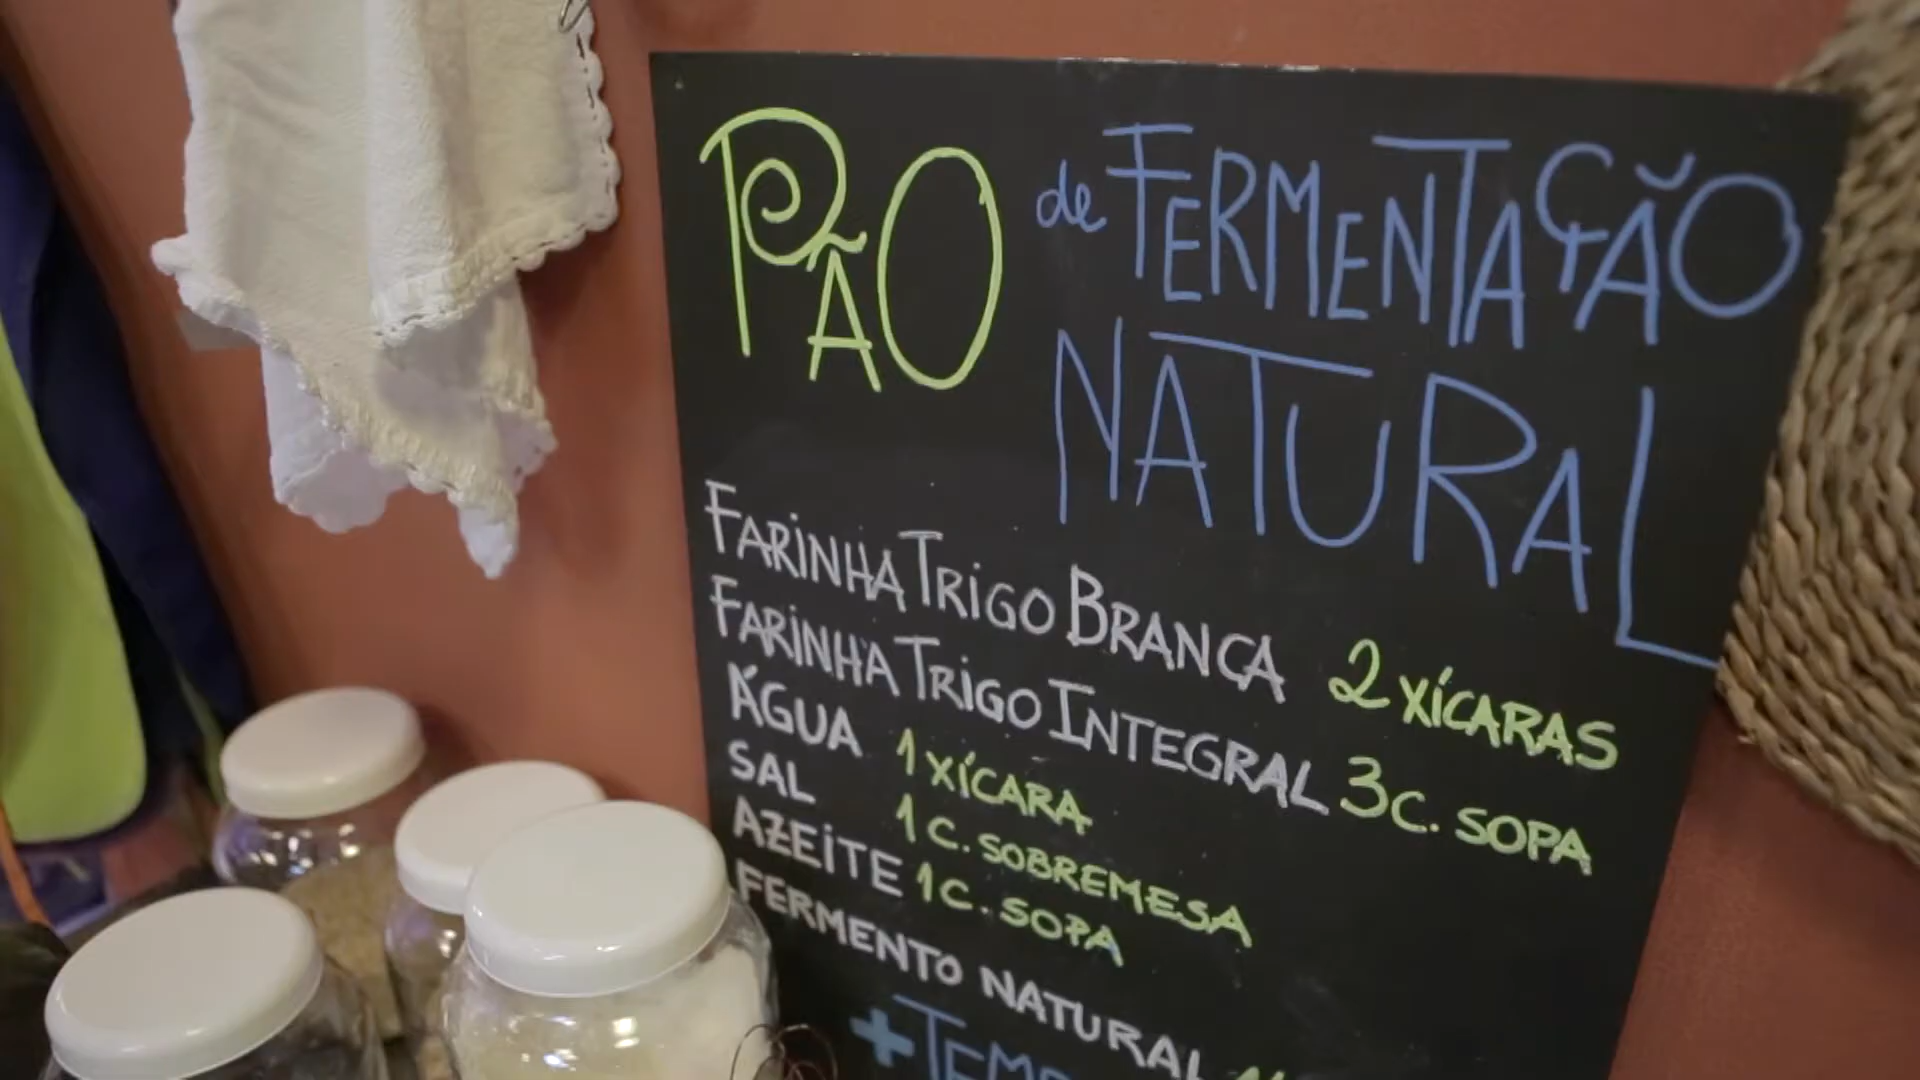 PÃO de FERMENTAÇÃO
NATURAL
FARINHA TRIGO BRANCA 2 XÍCARAS
FARINHA TRIGO INTEGRAL 3 C. SOPA
ÁGUA 1 XÍCARA
SAL 1 C. SOBREMESA
AZEITE 1 C. SOPA
FERMENTO NATURAL
+